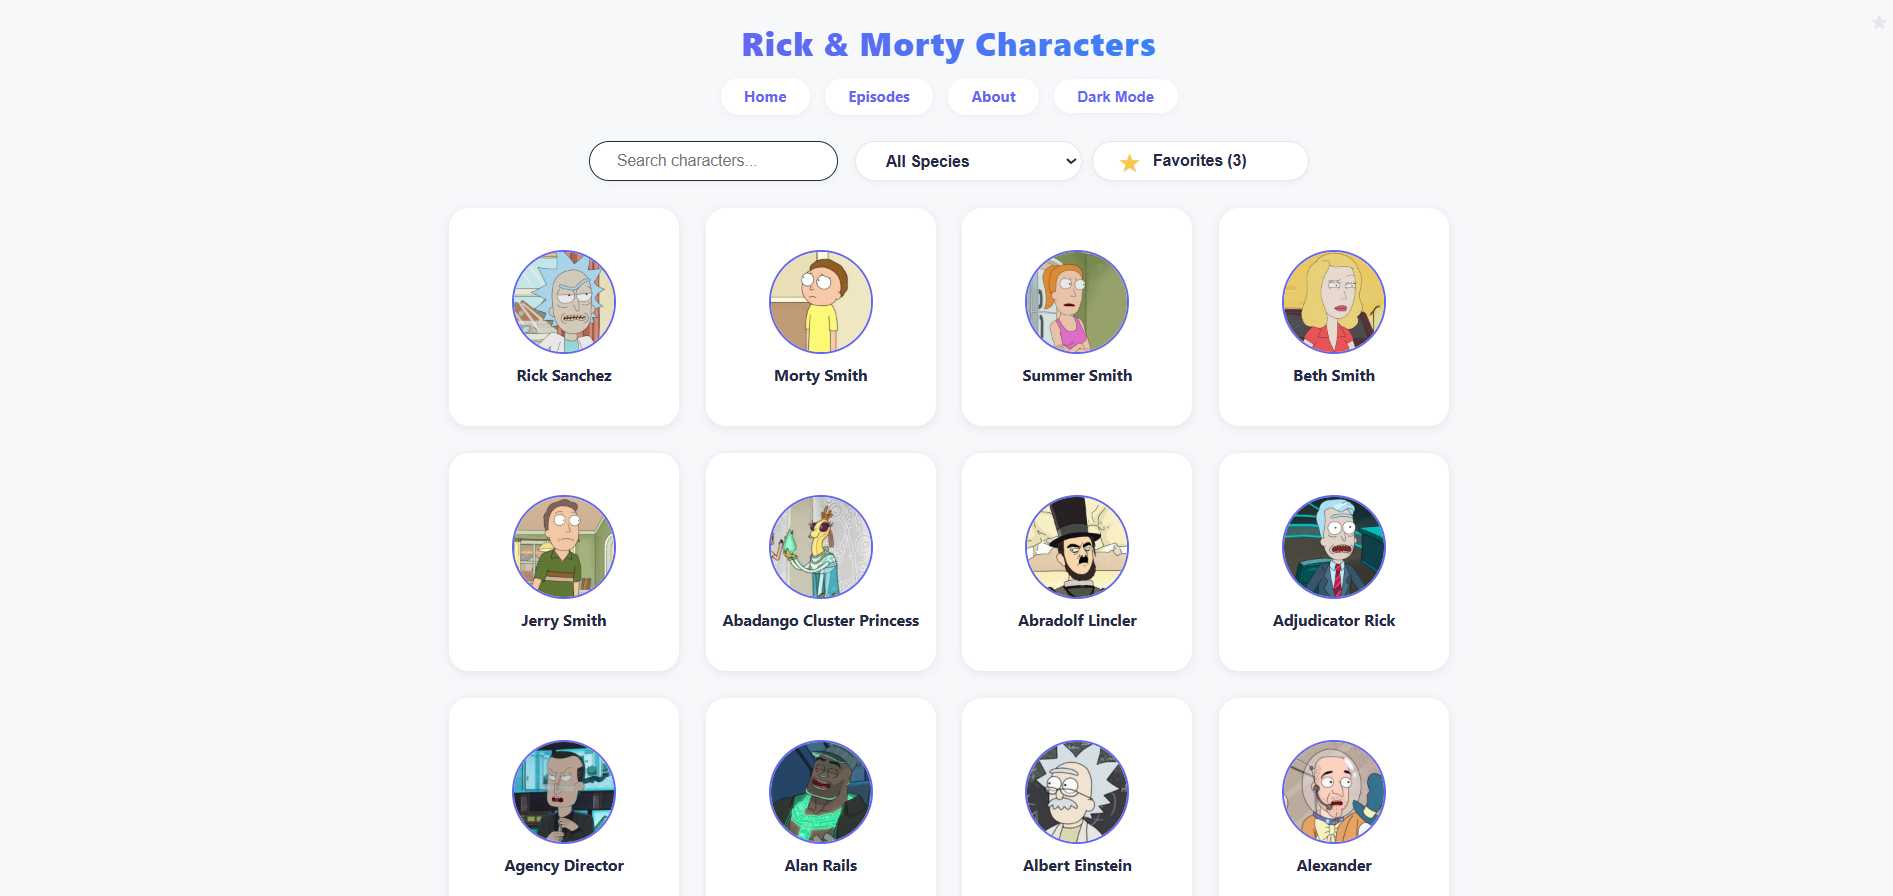 Rick & Morty Characters
Home Episodes About Dark Mode
Search characters... All Species Favorites (3)
Rick Sanchez Morty Smith Summer Smith Beth Smith
Jerry Smith Abadango Cluster Princess Abradolf Lincler Adjudicator Rick
Agency Director Alan Rails Albert Einstein Alexander